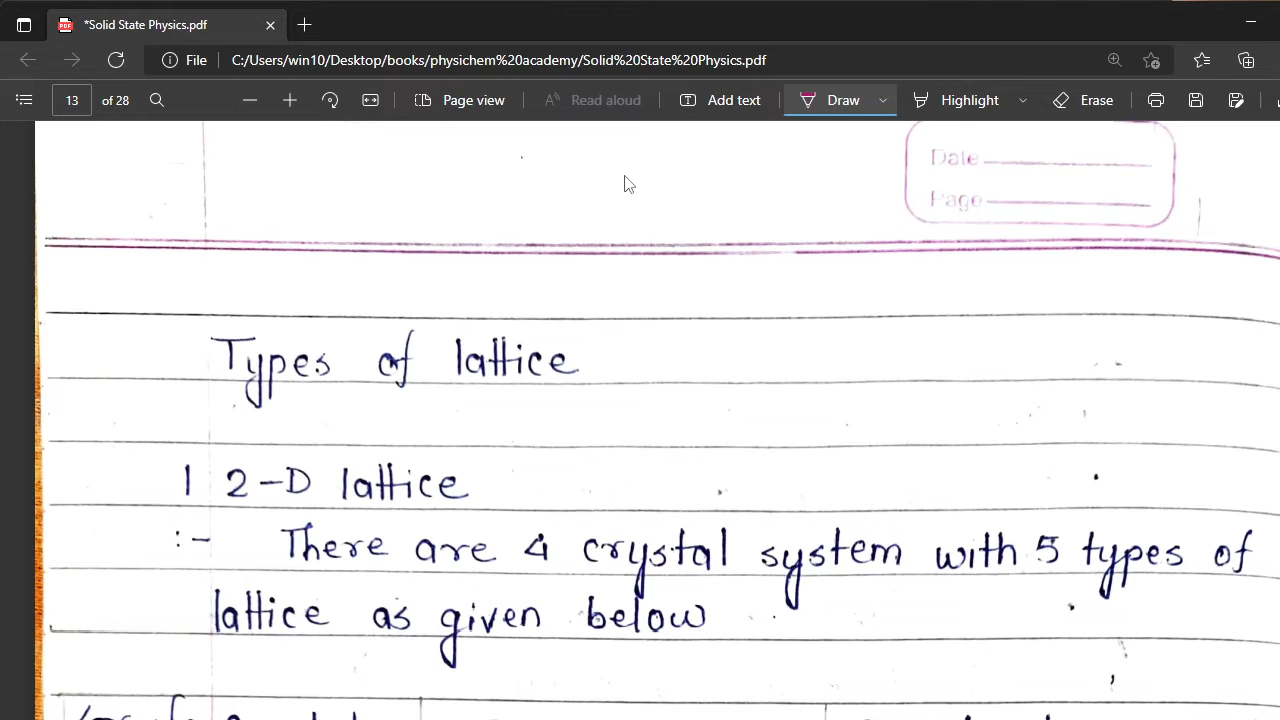 *Solid State Physics.pdf
File C:/Users/win10/Desktop/books/physichem%20academy/Solid%20State%20Physics.pdf
13 of 28 Page view Read aloud Add text Draw Highlight Erase
Date
Page
Types of lattice
1 2-D lattice
:- There are 4 crystal system with 5 types of
lattice as given below